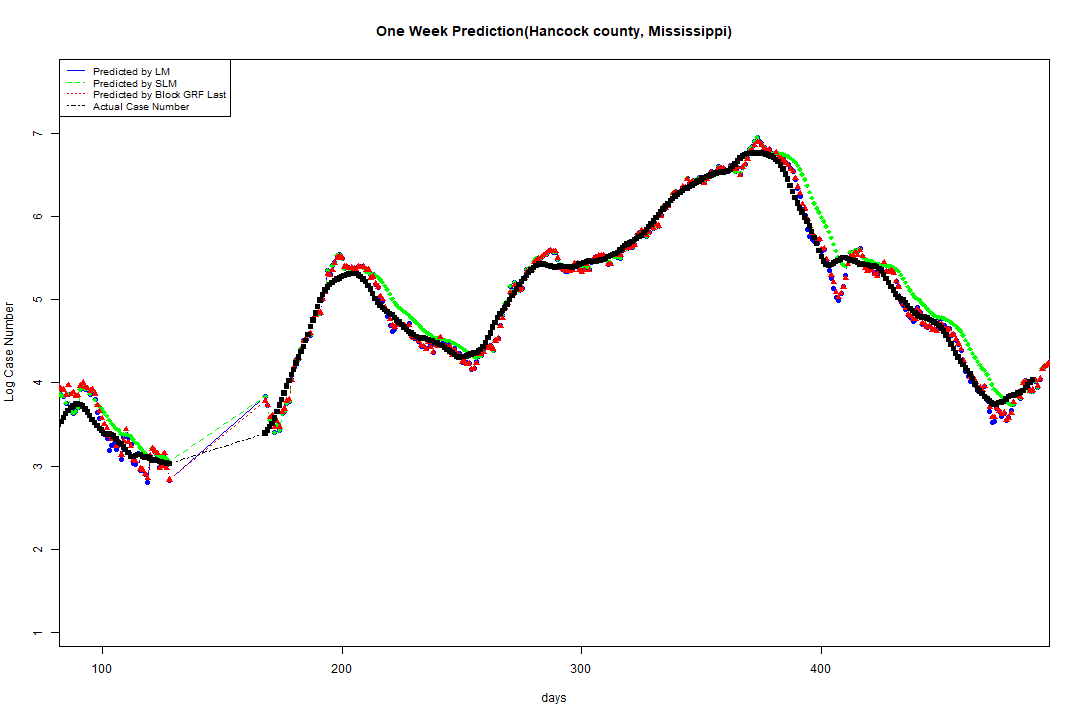 One Week Prediction(Hancock county, Mississippi)
Predicted by LM
Predicted by SLM
Predicted by Block GRF Last
Actual Case Number
7
6
5
4
3
2
1
Log Case Number
100 200 300 400
days